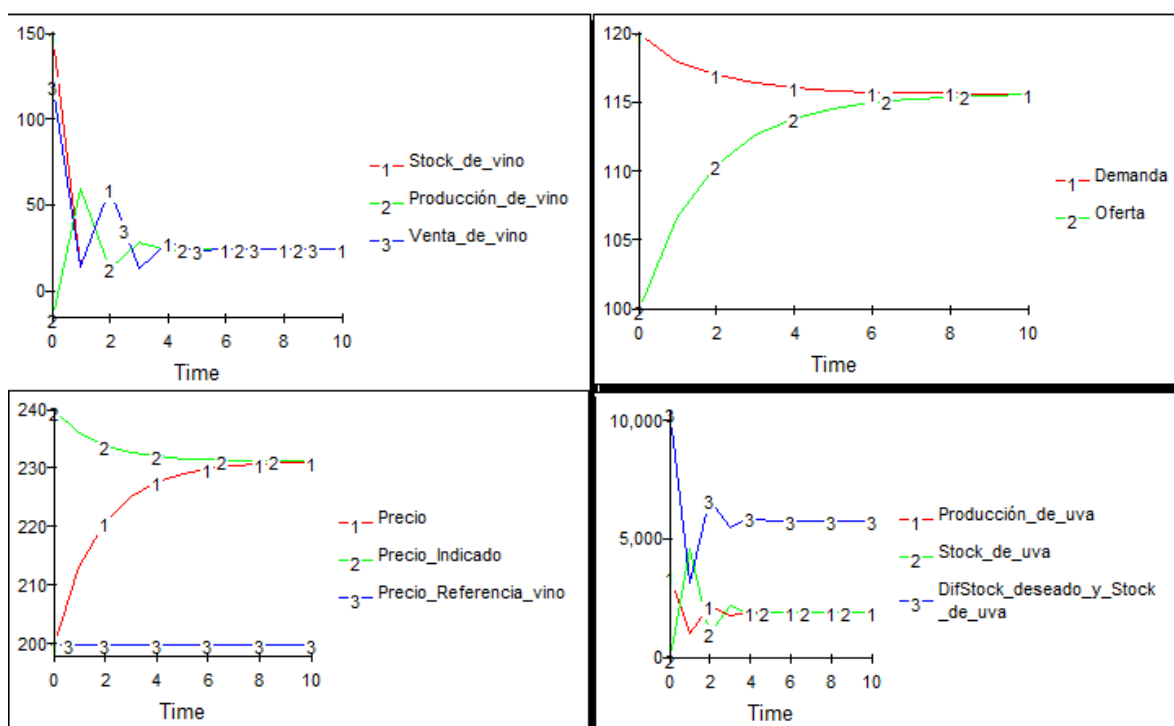 150
100
50
0
0 2 4 6 8 10
Time
1 Stock_de_vino
2 Producción_de_vino
3 Venta_de_vino
120
115
110
105
100
0 2 4 6 8 10
Time
1 Demanda
2 Oferta
240
230
220
210
200
0 2 4 6 8 10
Time
1 Precio
2 Precio_Indicado
3 Precio_Referencia_vino
10,000
5,000
0
0 2 4 6 8 10
Time
1 Producción_de_uva
2 Stock_de_uva
3 DifStock_deseado_y_Stock
_de_uva